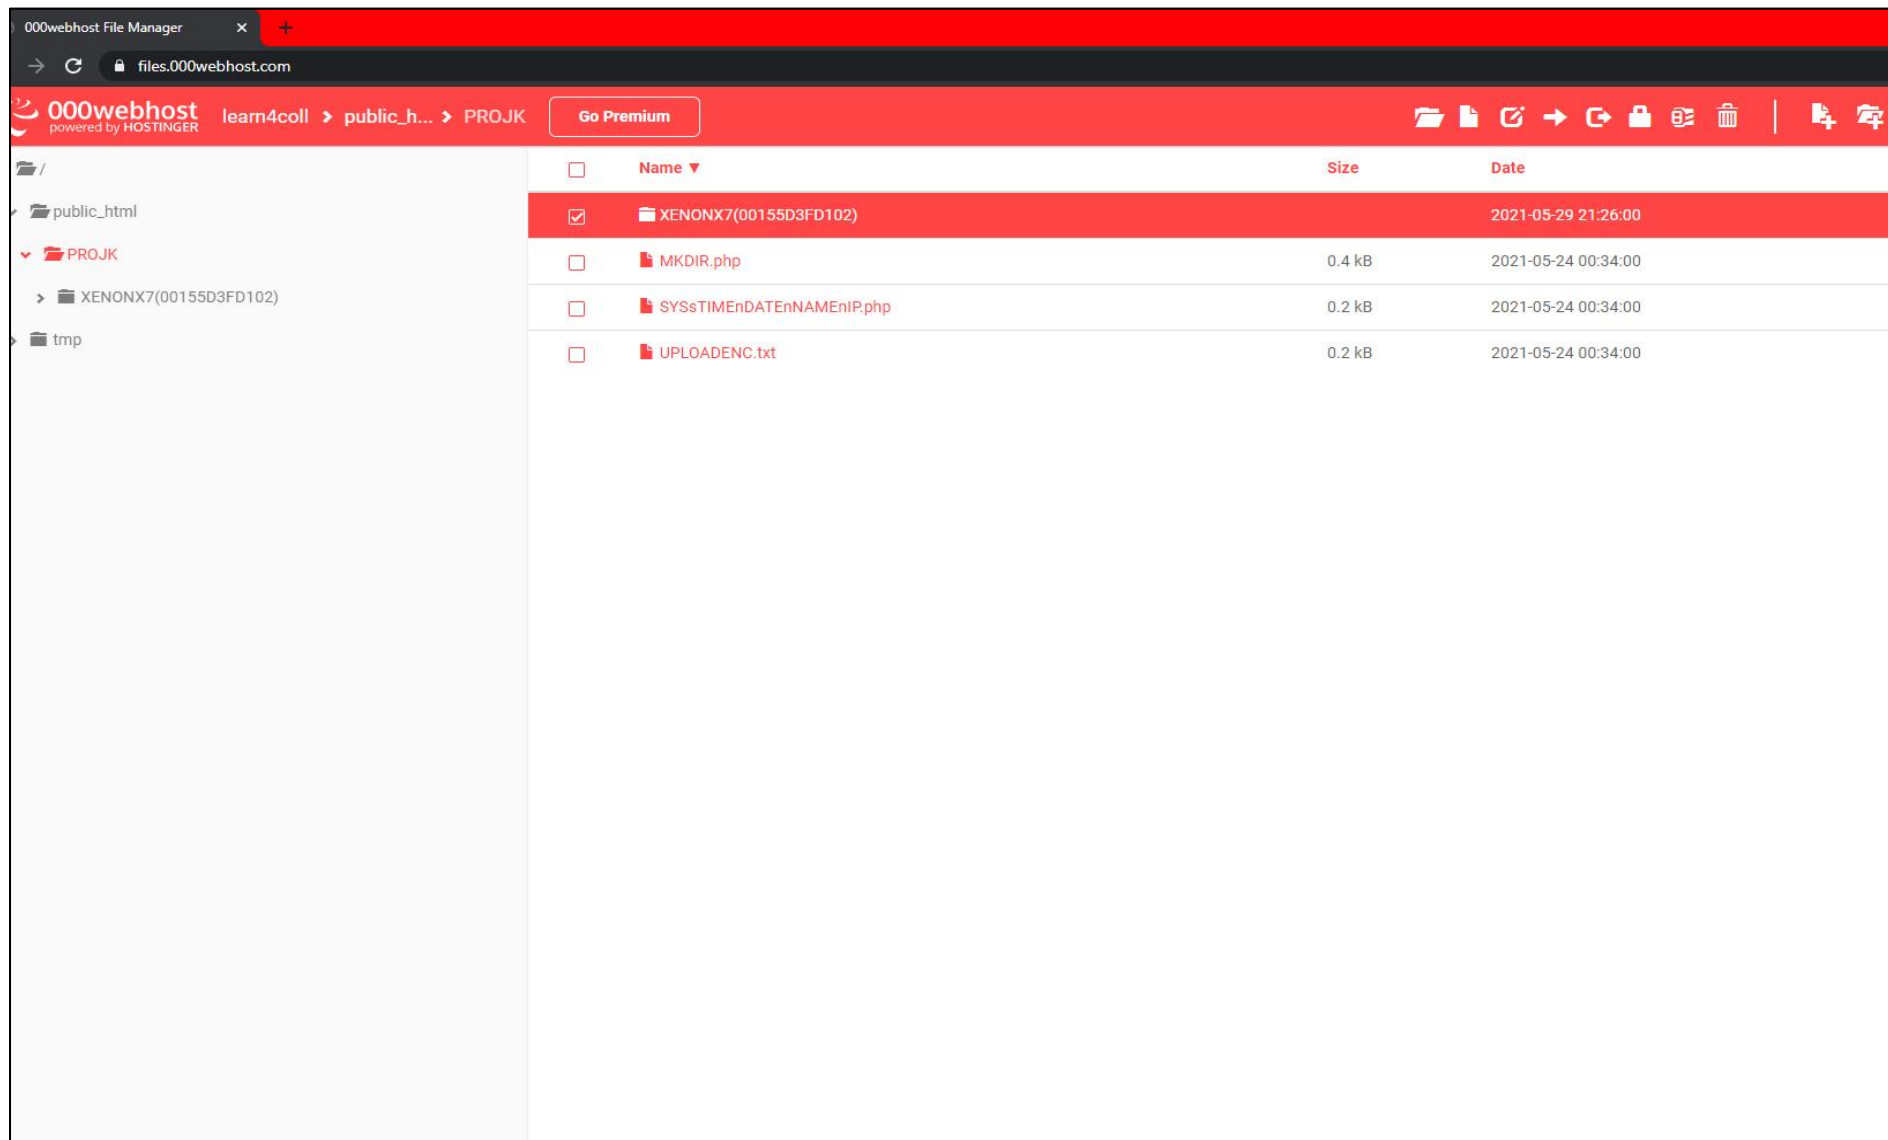 000webhost File Manager
files.000webhost.com
000webhost
powered by HOSTINGER
learn4coll > public_h... > PROJK
Go Premium
/
public_html
PROJK
XENONX7(00155D3FD102)
tmp
Name ▼ Size Date
XENONX7(00155D3FD102) 2021-05-29 21:26:00
MKDIR.php 0.4 kB 2021-05-24 00:34:00
SYSsTIMEnDATEnNAMEnIP.php 0.2 kB 2021-05-24 00:34:00
UPLOADENC.txt 0.2 kB 2021-05-24 00:34:00